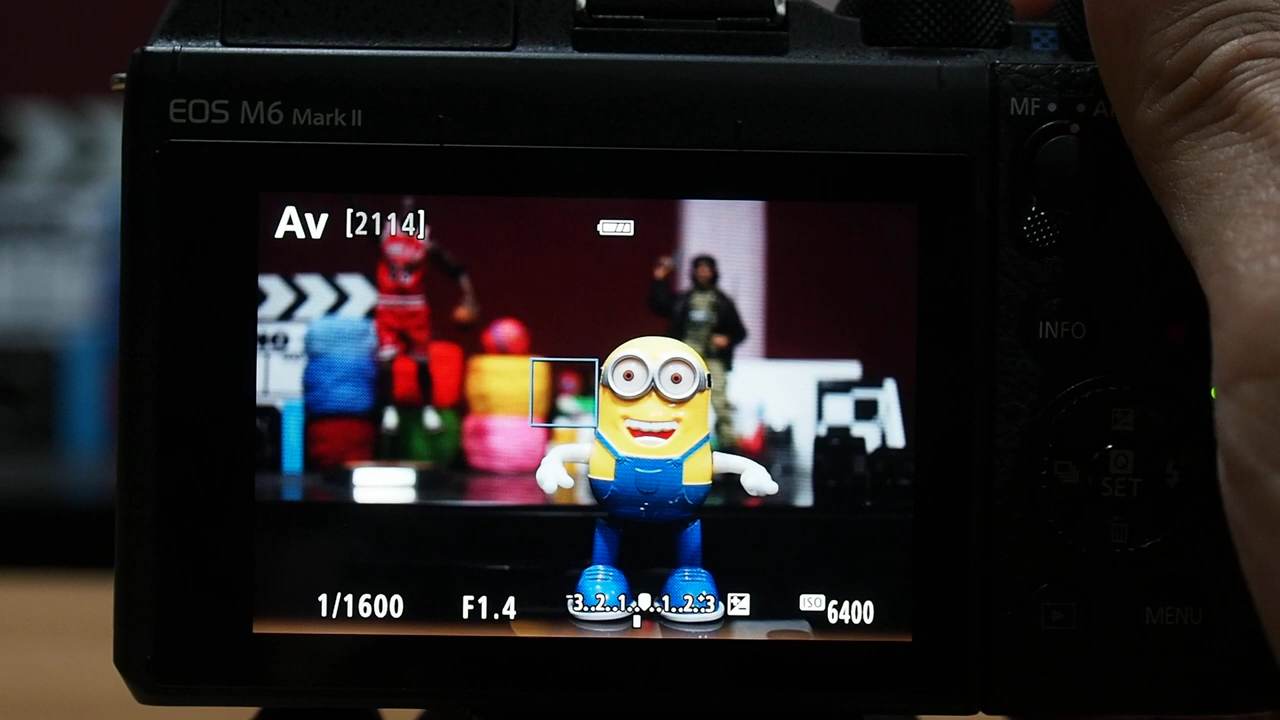 EOS M6 Mark II
MF
Av [2114]
INFO
SET
1/1600 F1.4 -3..2..1..1..2..3 ISO 6400
MENU